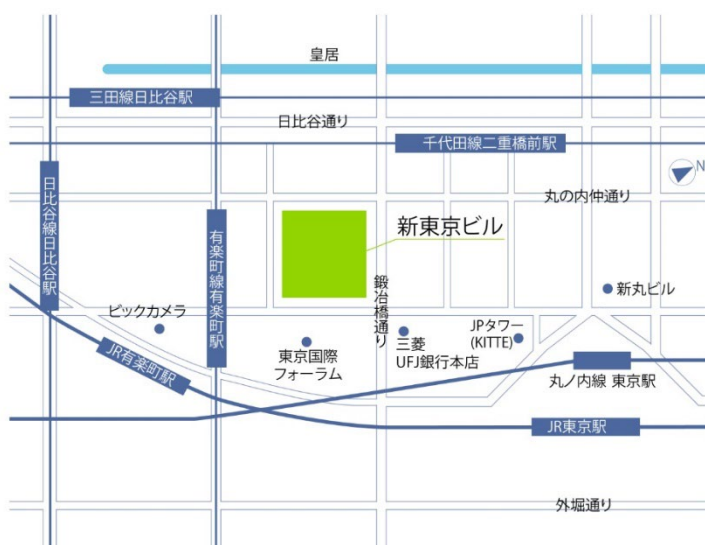 皇居
三田線日比谷駅
日比谷通り
千代田線二重橋前駅
N
丸の内仲通り
日比谷線日比谷駅
有楽町線有楽町駅
新東京ビル
鍛冶橋通り
新丸ビル
ビックカメラ
JR有楽町駅
東京国際
フォーラム
三菱
UFJ銀行本店
JPタワー
(KITTE)
丸ノ内線 東京駅
JR東京駅
外堀通り